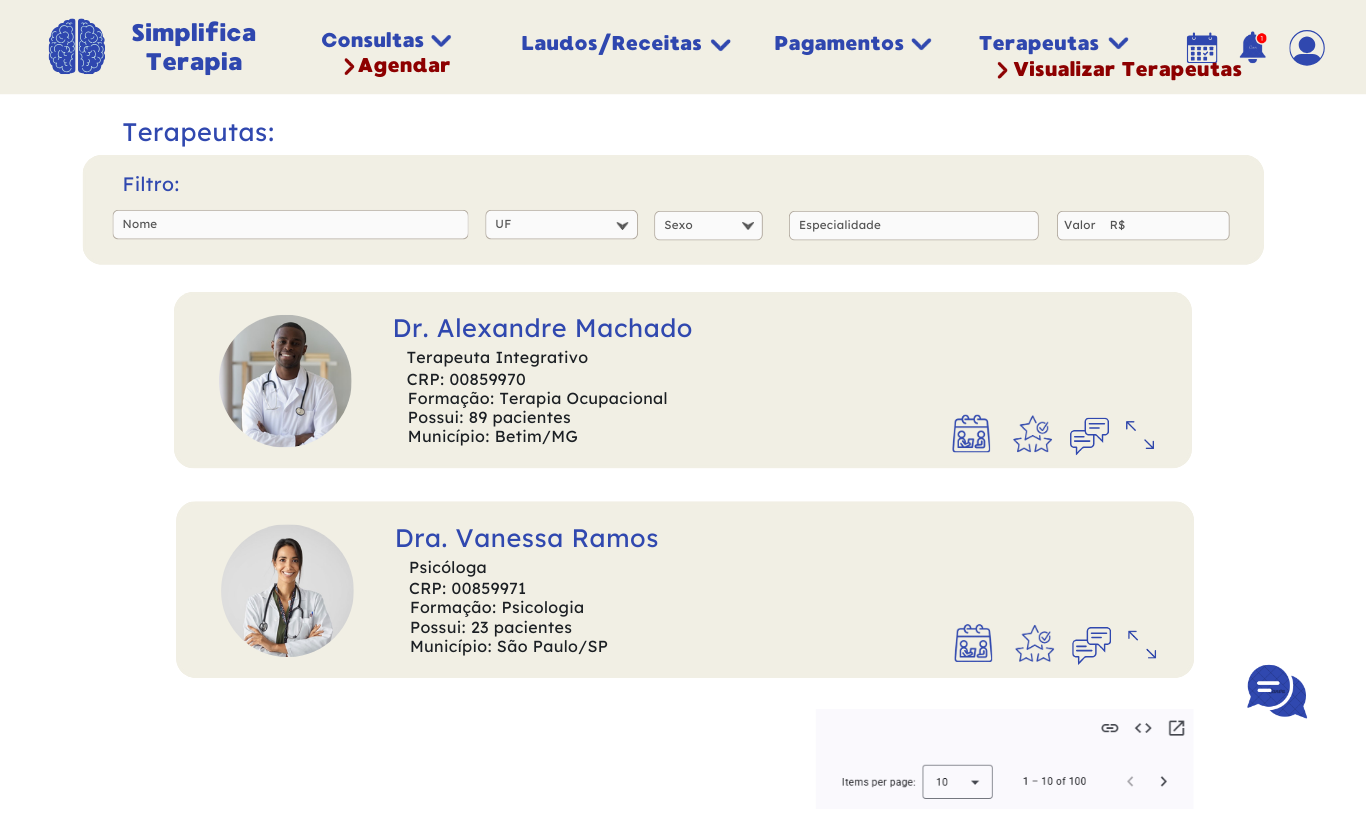 Simplifica
Terapia
Consultas
Agendar
Laudos/Receitas
Pagamentos
Terapeutas
Visualizar Terapeutas
1
Terapeutas:
Filtro:
Nome
UF
Sexo
Especialidade
Valor R$
Dr. Alexandre Machado
Terapeuta Integrativo
CRP: 00859970
Formação: Terapia Ocupacional
Possui: 89 pacientes
Município: Betim/MG
Dra. Vanessa Ramos
Psicóloga
CRP: 00859971
Formação: Psicologia
Possui: 23 pacientes
Município: São Paulo/SP
Items per page: 10 1 – 10 of 100